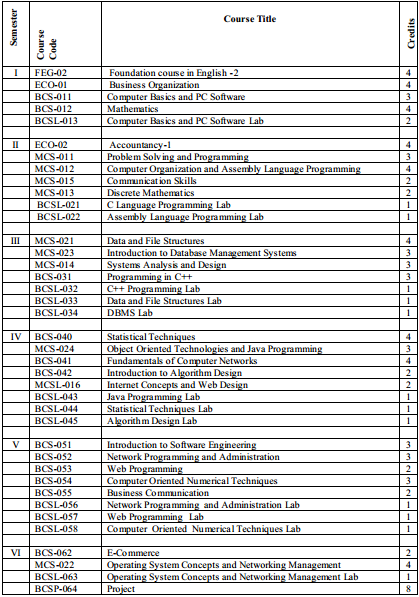 Semester Course Code Course Title Credits
I FEG-02 Foundation course in English -2 4
ECO-01 Business Organization 4
BCS-011 Computer Basics and PC Software 3
BCS-012 Mathematics 4
BCSL-013 Computer Basics and PC Software Lab 2
II ECO-02 Accountancy-1 4
MCS-011 Problem Solving and Programming 3
MCS-012 Computer Organization and Assembly Language Programming 4
MCS-015 Communication Skills 2
MCS-013 Discrete Mathematics 2
BCSL-021 C Language Programming Lab 1
BCSL-022 Assembly Language Programming Lab 1
III MCS-021 Data and File Structures 4
MCS-023 Introduction to Database Management Systems 3
MCS-014 Systems Analysis and Design 3
BCS-031 Programming in C++ 3
BCSL-032 C++ Programming Lab 1
BCSL-033 Data and File Structures Lab 1
BCSL-034 DBMS Lab 1
IV BCS-040 Statistical Techniques 4
MCS-024 Object Oriented Technologies and Java Programming 3
BCS-041 Fundamentals of Computer Networks 4
BCS-042 Introduction to Algorithm Design 2
MCSL-016 Internet Concepts and Web Design 2
BCSL-043 Java Programming Lab 1
BCSL-044 Statistical Techniques Lab 1
BCSL-045 Algorithm Design Lab 1
V BCS-051 Introduction to Software Engineering 3
BCS-052 Network Programming and Administration 3
BCS-053 Web Programming 2
BCS-054 Computer Oriented Numerical Techniques 3
BCS-055 Business Communication 2
BCSL-056 Network Programming and Administration Lab 1
BCSL-057 Web Programming Lab 1
BCSL-058 Computer Oriented Numerical Techniques Lab 1
VI BCS-062 E-Commerce 2
MCS-022 Operating System Concepts and Networking Management 4
BCSL-063 Operating System Concepts and Networking Management Lab 1
BCSP-064 Project 8